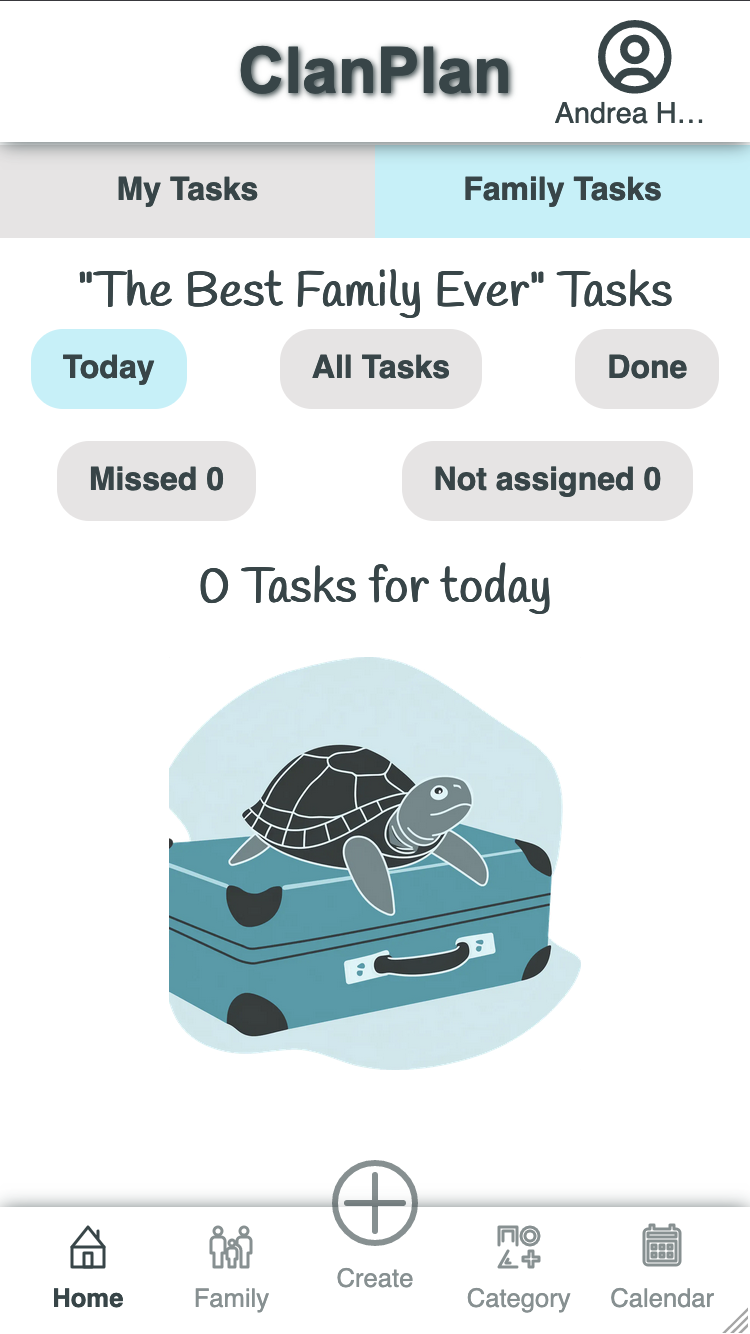 ClanPlan
Andrea H...
My Tasks Family Tasks
"The Best Family Ever" Tasks
Today All Tasks Done
Missed 0 Not assigned 0
0 Tasks for today
Home Family Create Category Calendar